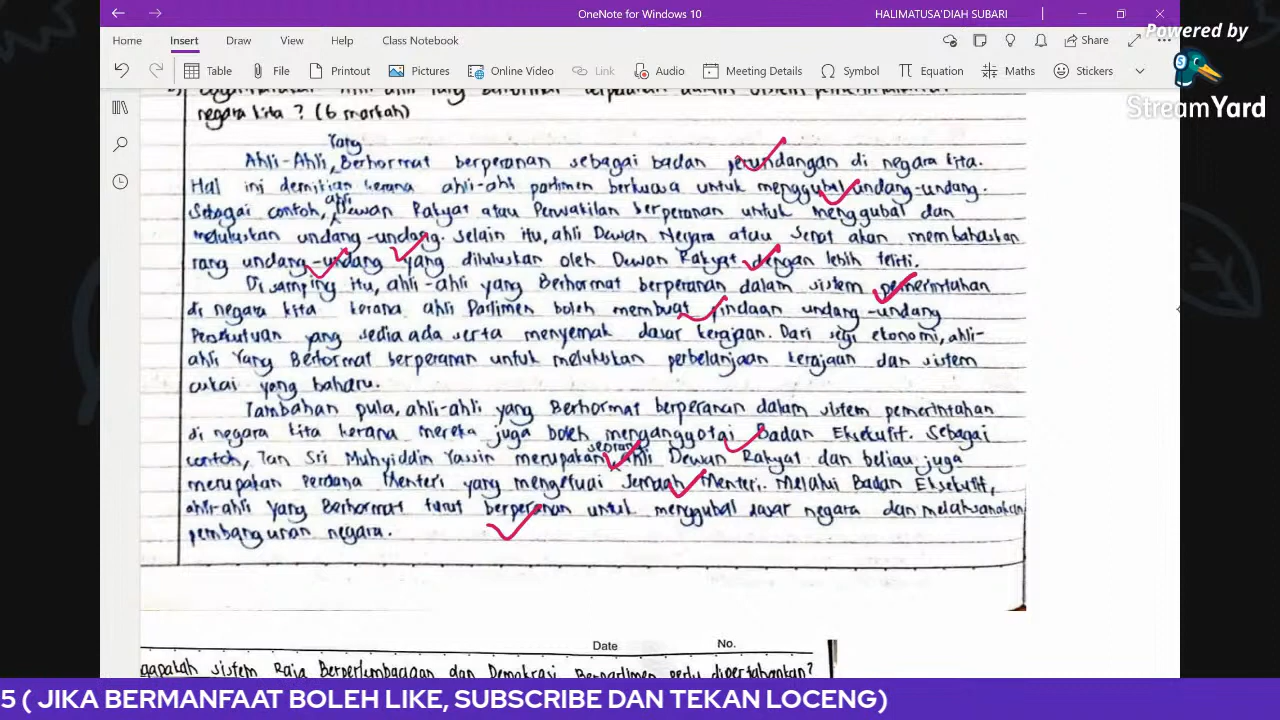 OneNote for Windows 10
HALIMATUSA'DIAH SUBARI
Powered by
StreamYard
Home Insert Draw View Help Class Notebook Share
Table File Printout Pictures Online Video Link Audio Meeting Details Symbol Equation Maths Stickers
negara kita ? (6 markah)
Yang
Ahli-Ahli Berhormat berperanan sebagai badan perundangan di negara kita.
Hal ini demikian kerana ahli-ahli parlimen berkuasa untuk menggubal undang-undang.
ahli
Sebagai contoh, Dewan Rakyat atau Perwakilan berperanan untuk menggubal dan
meluluskan undang-undang. Selain itu, ahli Dewan Negara atau Senat akan membahaskan
rang undang-undang yang diluluskan oleh Dewan Rakyat dengan lebih teliti.
Di samping itu, ahli-ahli yang Berhormat berperanan dalam sistem pemerintahan
di negara kita kerana ahli Parlimen boleh membuat pindaan undang-undang
Persekutuan yang sedia ada serta menyemak dasar kerajaan. Dari segi ekonomi, ahli-
ahli Yang Berhormat berperanan untuk meluluskan perbelanjaan kerajaan dan sistem
cukai yang baharu.
Tambahan pula, ahli-ahli yang Berhormat berperanan dalam sistem pemerintahan
di negara kita kerana mereka juga boleh menganggotai Badan Eksekutif. Sebagai
seorang
contoh, Tan Sri Muhyiddin Yassin merupakan ahli Dewan Rakyat dan beliau juga
merupakan Perdana Menteri yang mengetuai Jemaah Menteri. Melalui Badan Eksekutif,
ahli-ahli Yang Berhormat turut berperanan untuk menggubal dasar negara dan melaksanakan
pembangunan negara.
Date No.
sistem Raja Berperlembagaan dan Demokrasi Berparlimen perlu dipertahankan?
5 ( JIKA BERMANFAAT BOLEH LIKE, SUBSCRIBE DAN TEKAN LOCENG)